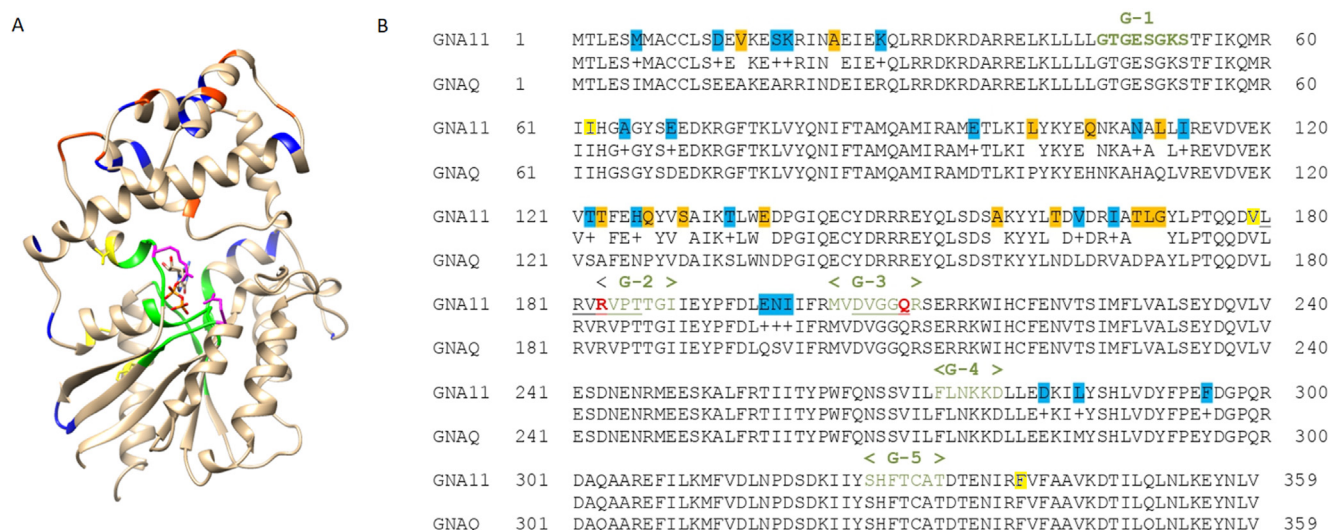 A
B
G-1
GNA11 1 MTLESMMACCLSDEVKESKRINAEIEKQLRRDKRDARRELKLLLLGTGESGKSTFIKQMR 60
MTLES+MACCLS+E KE++RIN EIE+QLRRDKRDARRELKLLLLGTGESGKSTFIKQMR
GNAQ 1 MTLESIMACCLSEEAKEARRINDEIERQLRRDKRDARRELKLLLLGTGESGKSTFIKQMR 60
GNA11 61 IIHGAGYSEEDKRGFTKLVYQNIFTAMQAMIRAMETLKILYKYEQNKANALLIREVDVEK 120
IIHG+GYS+EDKRGFTKLVYQNIFTAMQAMIRAM+TLKI YKYE NKA+A L+REVDVEK
GNAQ 61 IIHGSGYSDEDKRGFTKLVYQNIFTAMQAMIRAMDTLKIPYKYEHNKAHAQLVREVDVEK 120
GNA11 121 VTTFEHQYVSAIKTLWEDPGIQECYDRRREYQLSDSAKYYLTDVDRIATLGYLPTQQDVL 180
V+ FE+ YV AIK+LW DPGIQECYDRRREYQLSDS KYYL D+DR+A   YLPTQQDVL
GNAQ 121 VSAFENPYVDAIKSLWNDPGIQECYDRRREYQLSDSTKYYLNDLDRVADPAYLPTQQDVL 180
< G-2 > < G-3 >
GNA11 181 RVRVPTTGIIEYPFDLENIIFRMVDVGGQRSERRKWIHCFENVTSIMFLVALSEYDQVLV 240
RVRVPTTGIIEYPFDL+++IFRMVDVGGQRSERRKWIHCFENVTSIMFLVALSEYDQVLV
GNAQ 181 RVRVPTTGIIEYPFDLQSVIFRMVDVGGQRSERRKWIHCFENVTSIMFLVALSEYDQVLV 240
<G-4 >
GNA11 241 ESDNENRMEESKALFRTIITYPWFQNSSVILFLNKKDLLEDKILYSHLVDYFPEFDGPQR 300
ESDNENRMEESKALFRTIITYPWFQNSSVILFLNKKDLLE+KI+YSHLVDYFPE+DGPQR
GNAQ 241 ESDNENRMEESKALFRTIITYPWFQNSSVILFLNKKDLLEEKIMYSHLVDYFPEYDGPQR 300
< G-5 >
GNA11 301 DAQAAREFILKMFVDLNPDSDKIIYSHFTCATDTENIRFVFAAVKDTILQLNLKEYNLV 359
DAQAAREFILKMFVDLNPDSDKIIYSHFTCATDTENIRFVFAAVKDTILQLNLKEYNLV
GNAQ 301 DAQAAREFILKMFVDLNPDSDKIIYSHFTCATDTENIRFVFAAVKDTILQLNLKEYNLV 359